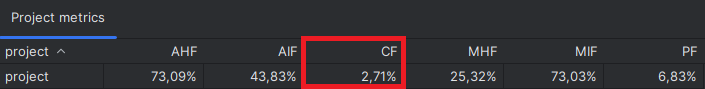 Project metrics
project AHF AIF CF MHF MIF PF
project 73,09% 43,83% 2,71% 25,32% 73,03% 6,83%